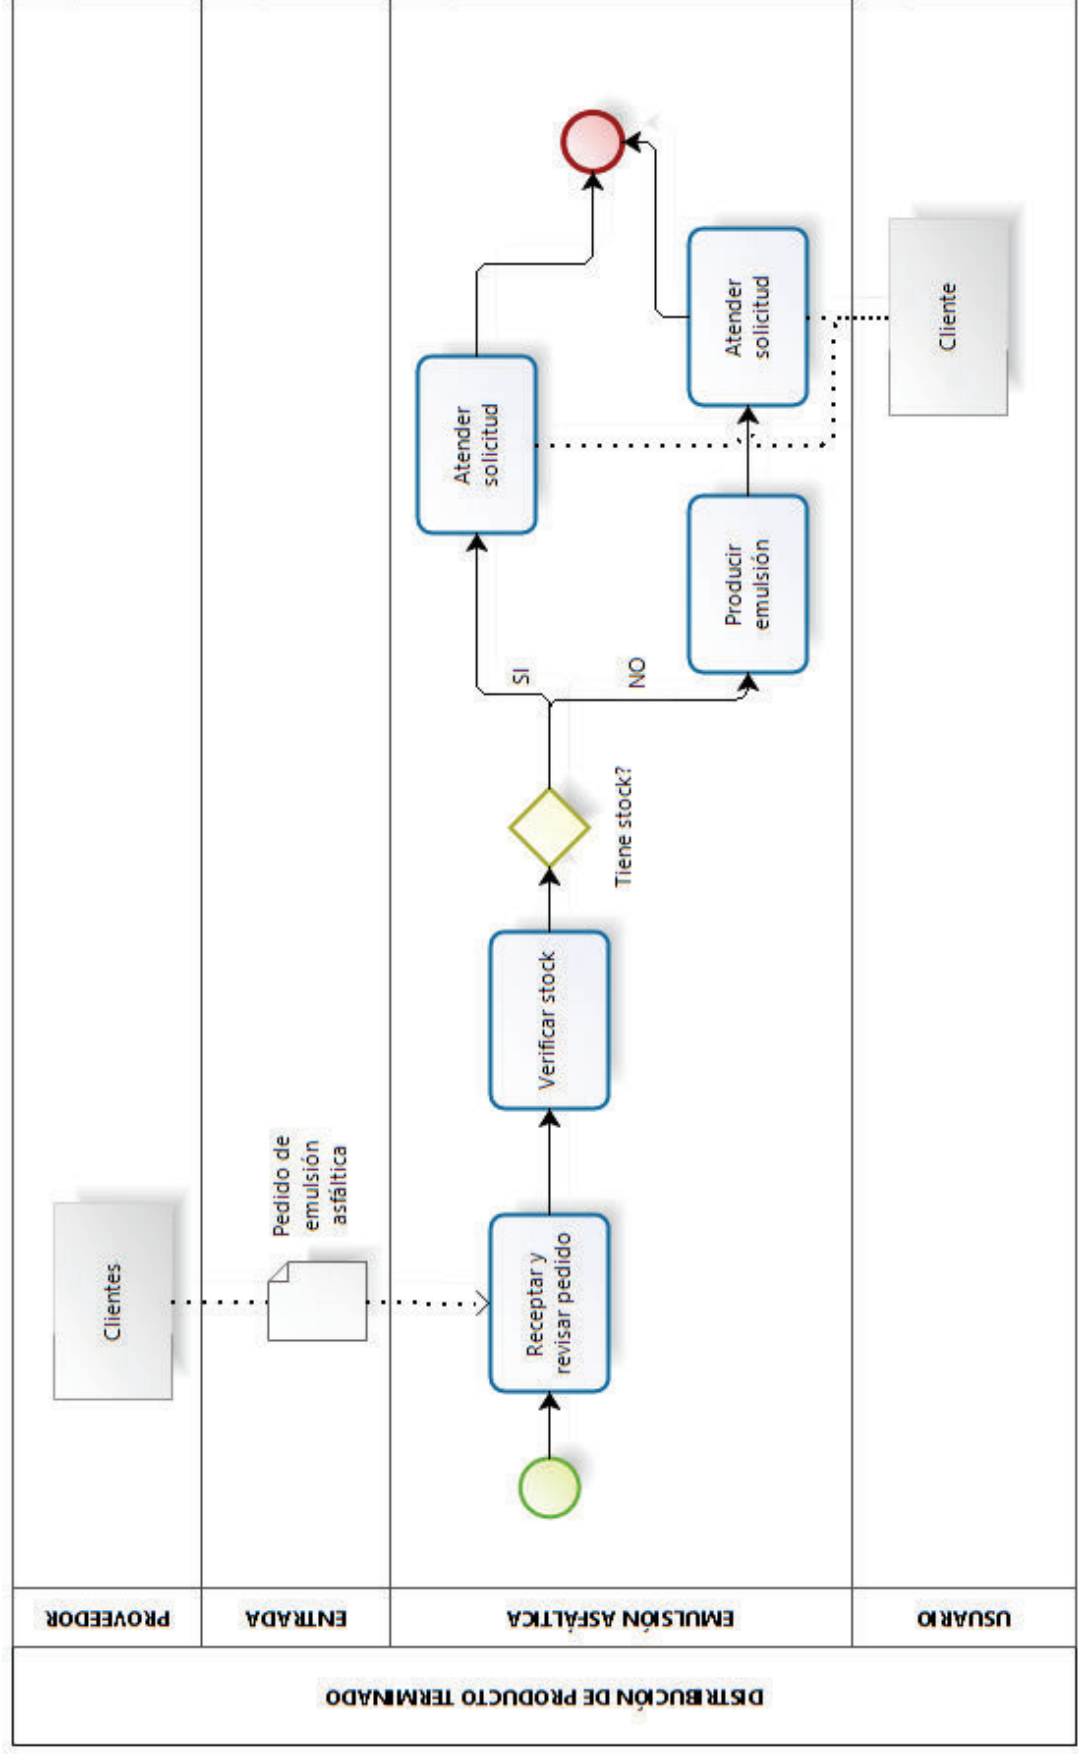 DISTRIBUCIÓN DE PRODUCTO TERMINADO
PROVEEDOR
Clientes
ENTRADA
Pedido de
emulsión
asfáltica
EMULSIÓN ASFÁLTICA
Receptar y
revisar pedido
Verificar stock
Tiene stock?
SI
NO
Atender
solicitud
Producir
emulsión
Atender
solicitud
USUARIO
Cliente